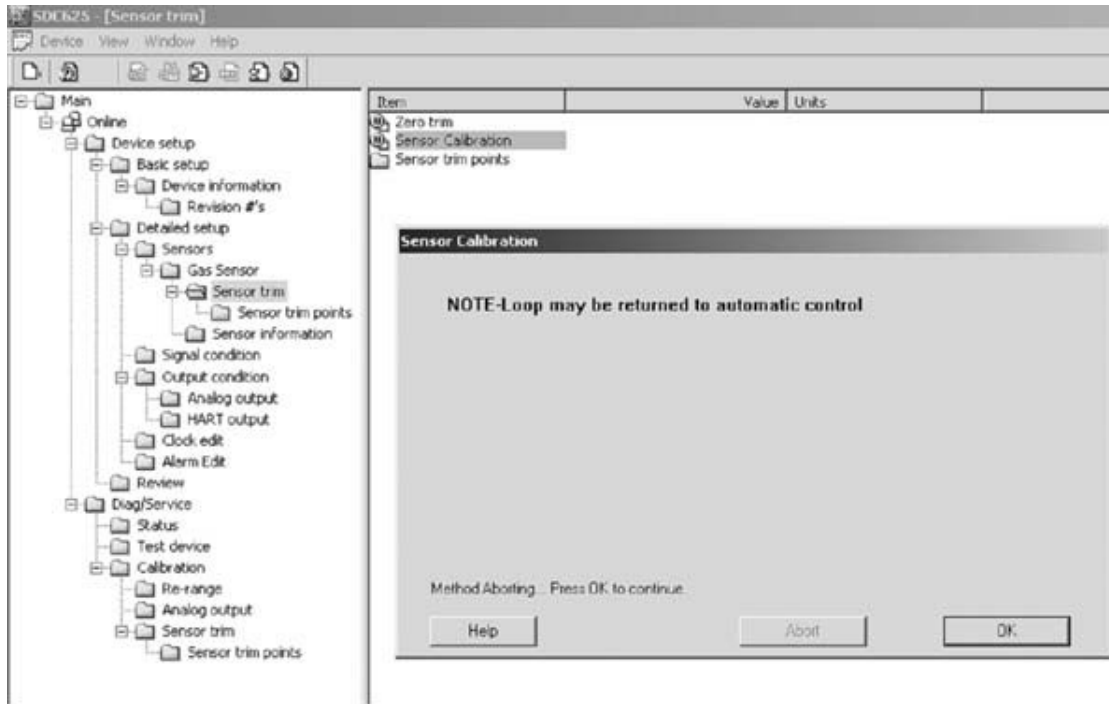 SDC625 - [Sensor trim]
Device View Window Help
Main
Online
Device setup
Basic setup
Device information
Revision #'s
Detailed setup
Sensors
Gas Sensor
Sensor trim
Sensor trim points
Sensor information
Signal condition
Output condition
Analog output
HART output
Clock edit
Alarm Edit
Review
Diag/Service
Status
Test device
Calibration
Re-range
Analog output
Sensor trim
Sensor trim points
Item Value Units
Zero trim
Sensor Calibration
Sensor trim points
Sensor Calibration
NOTE-Loop may be returned to automatic control
Method Aborting... Press OK to continue.
Help Abort OK